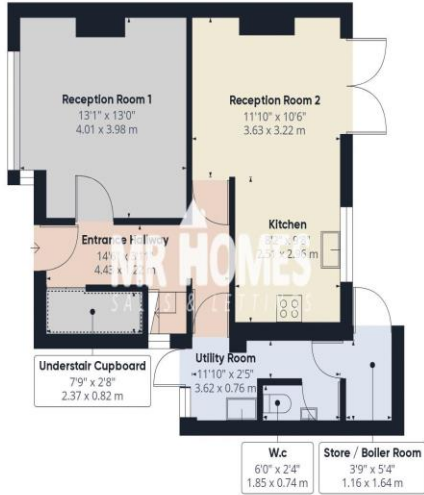 Reception Room 1
13'1" x 13'0"
4.01 x 3.98 m
Reception Room 2
11'10" x 10'6"
3.63 x 3.22 m
Kitchen
Entrance Hallway
MR HOMES
SALES & LETTINGS
Utility Room
11'10" x 2'5"
3.62 x 0.76 m
Understair Cupboard
7'9" x 2'8"
2.37 x 0.82 m
W.c
6'0" x 2'4"
1.85 x 0.74 m
Store / Boiler Room
3'9" x 5'4"
1.16 x 1.64 m